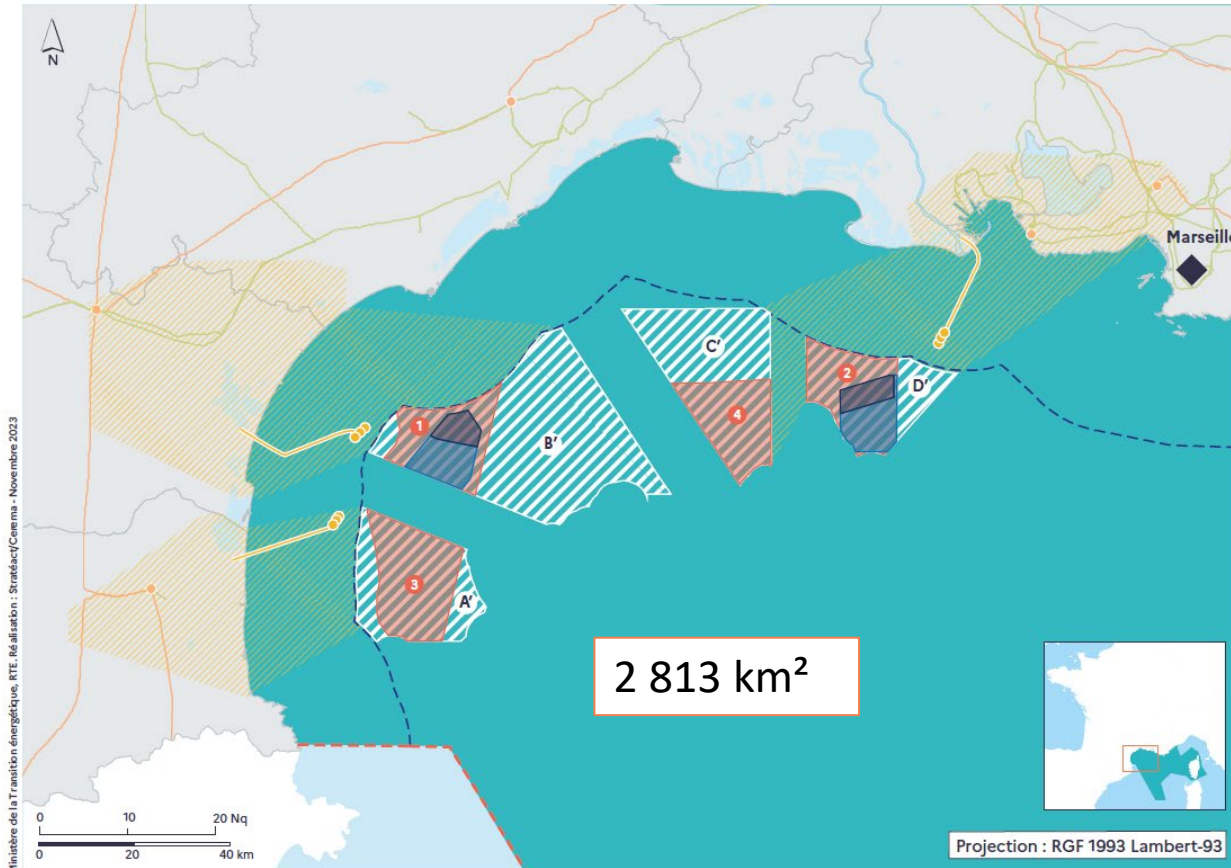 N
Marseille
C'
2
D'
1
B'
4
3
A'
2 813 km²
0 10 20 Nq
0 20 40 km
Projection : RGF 1993 Lambert-93
Ministère de la Transition énergétique, RTE. Réalisation : Stratéact/Cerema - Novembre 2023